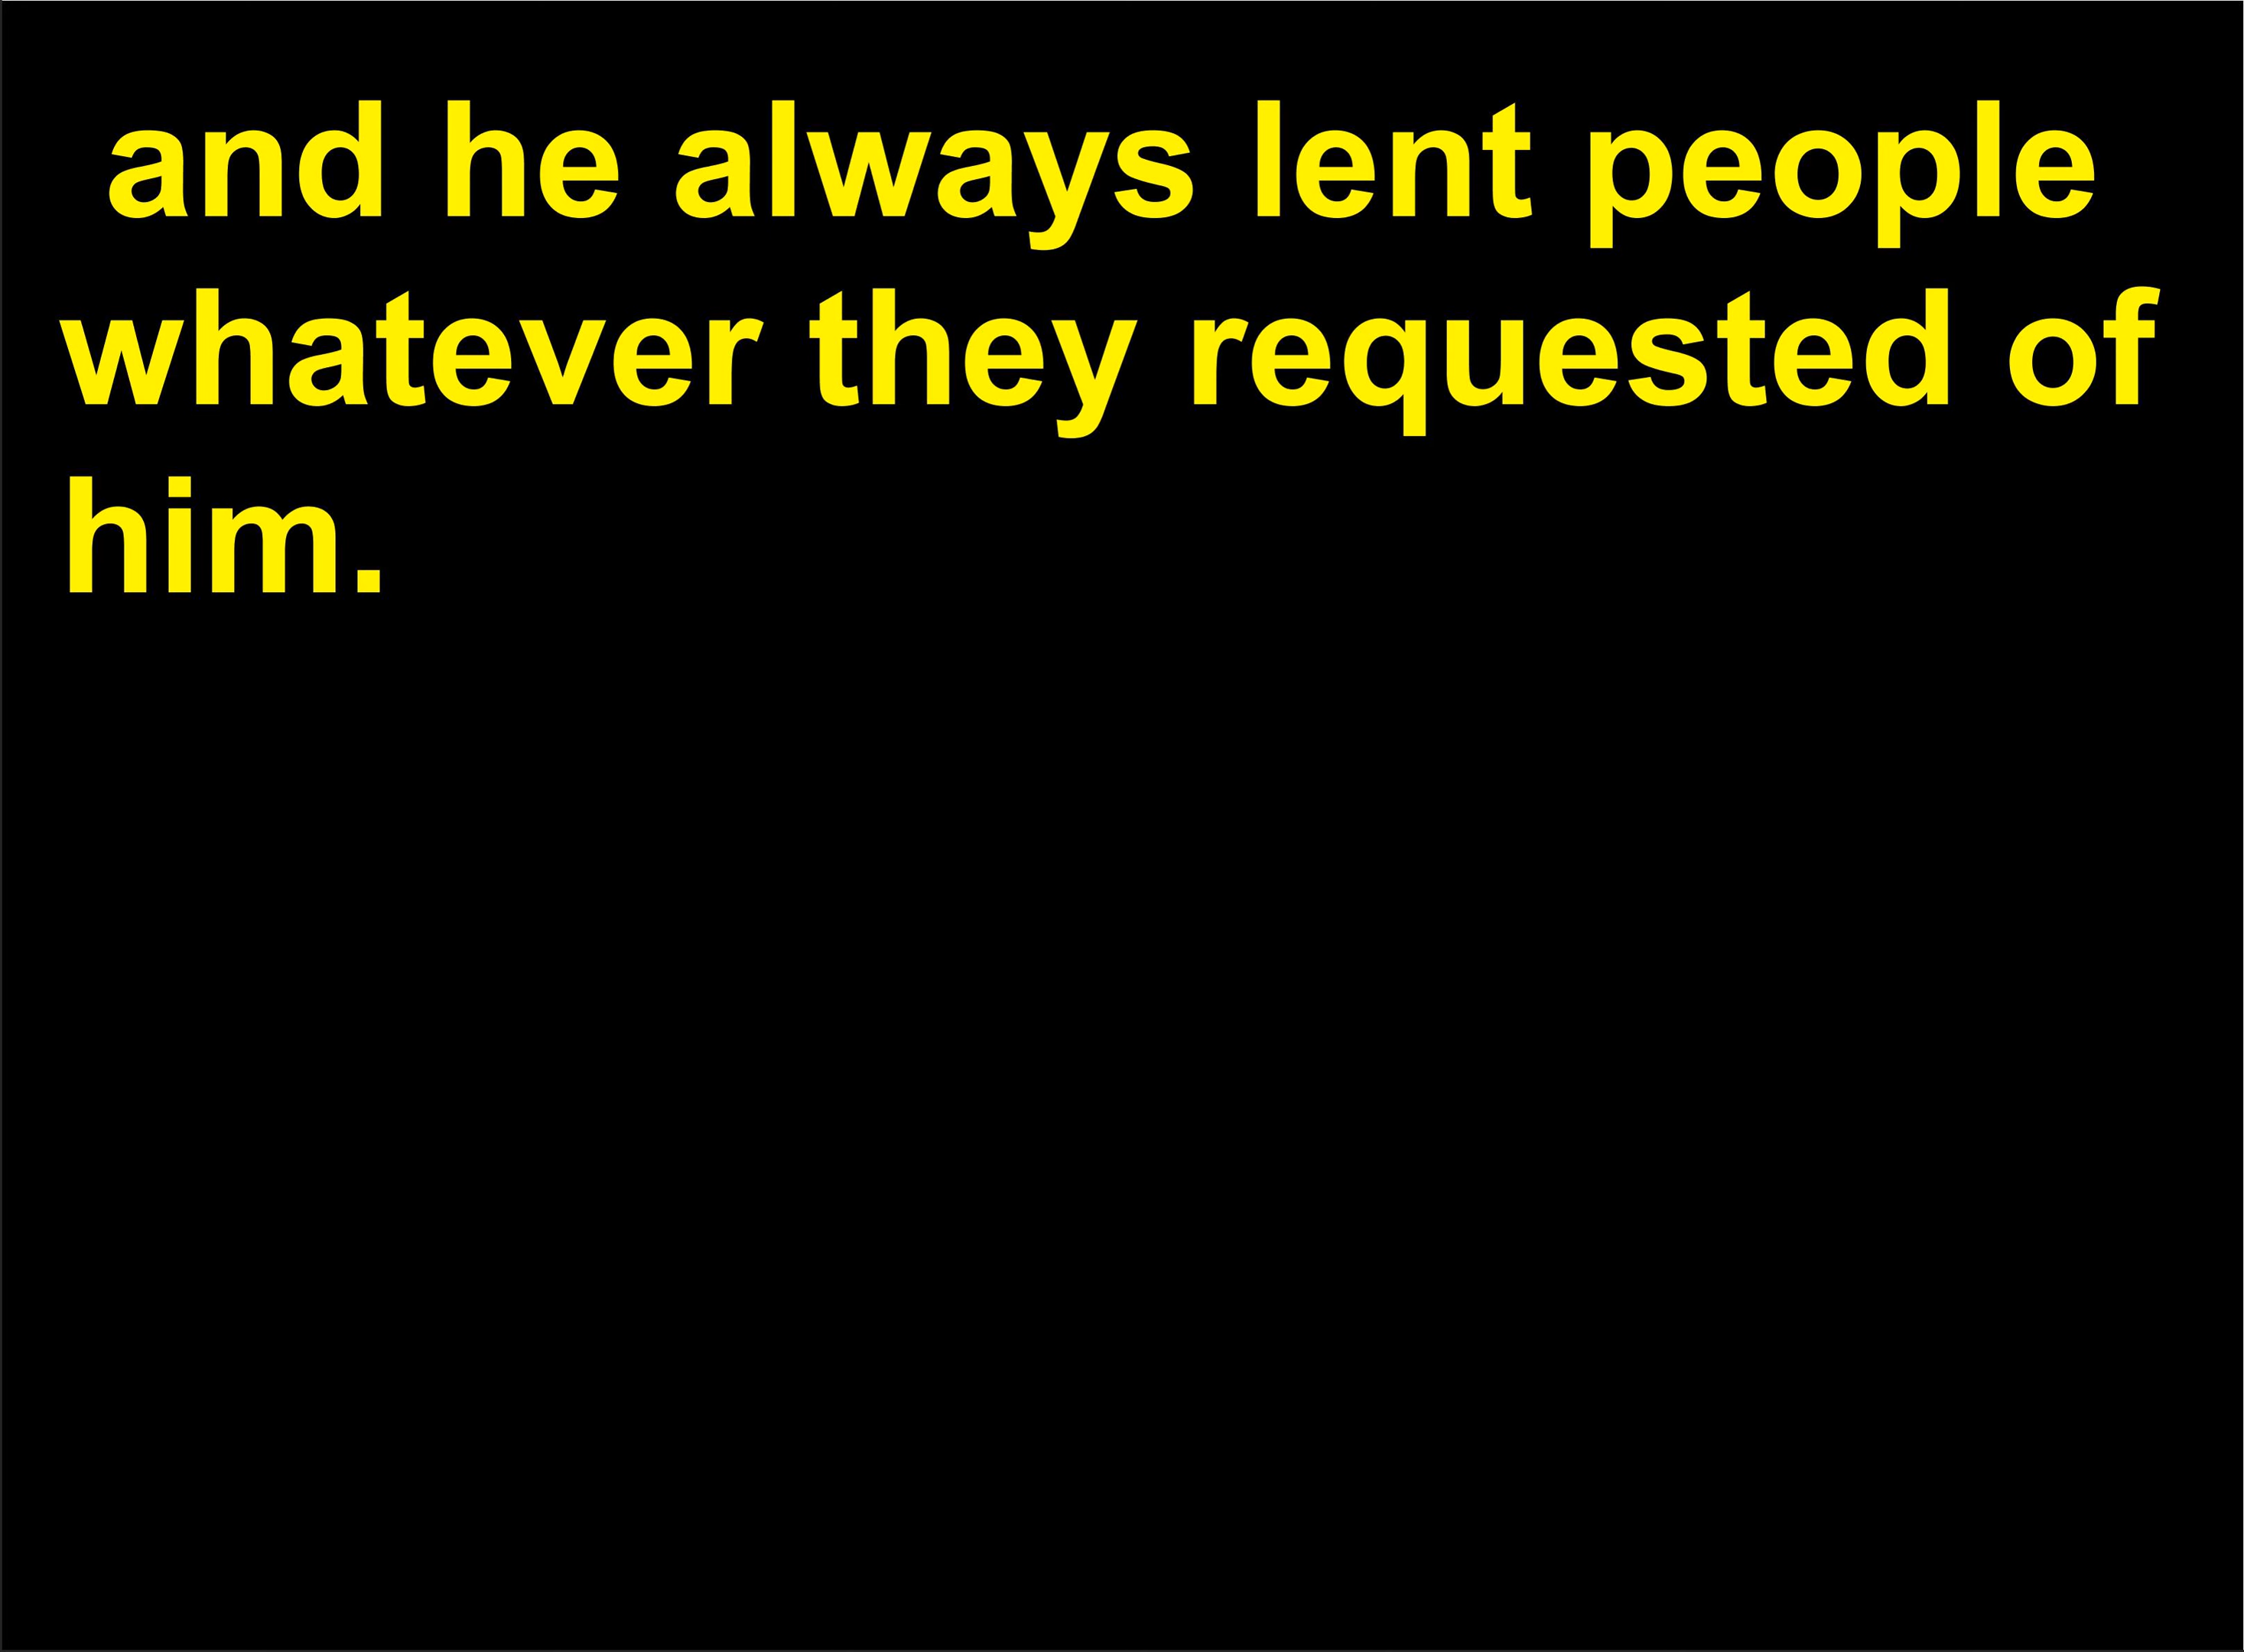 and he always lent people
whatever they requested of
him.